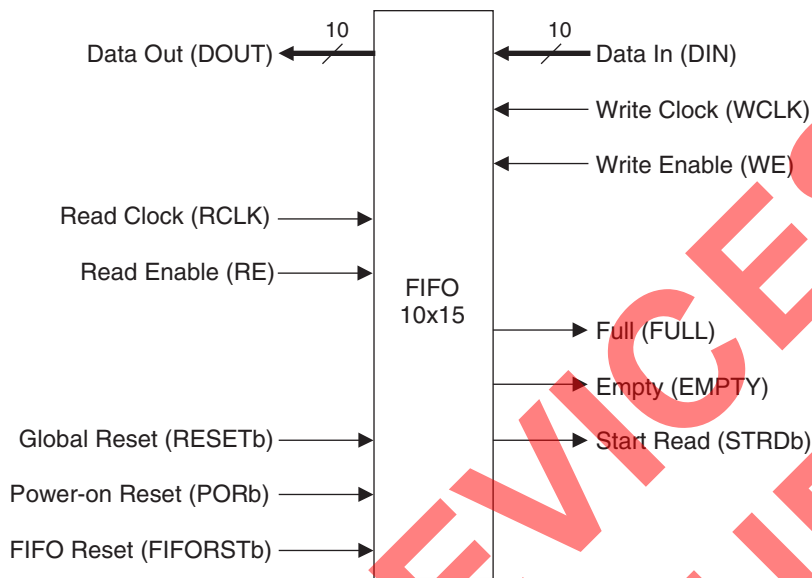 10
10
Data Out (DOUT)
Data In (DIN)
Write Clock (WCLK)
Write Enable (WE)
Read Clock (RCLK)
Read Enable (RE)
FIFO
10x15
Full (FULL)
Empty (EMPTY)
Global Reset (RESETb)
Start Read (STRDb)
Power-on Reset (PORb)
FIFO Reset (FIFORSTb)
EVICES